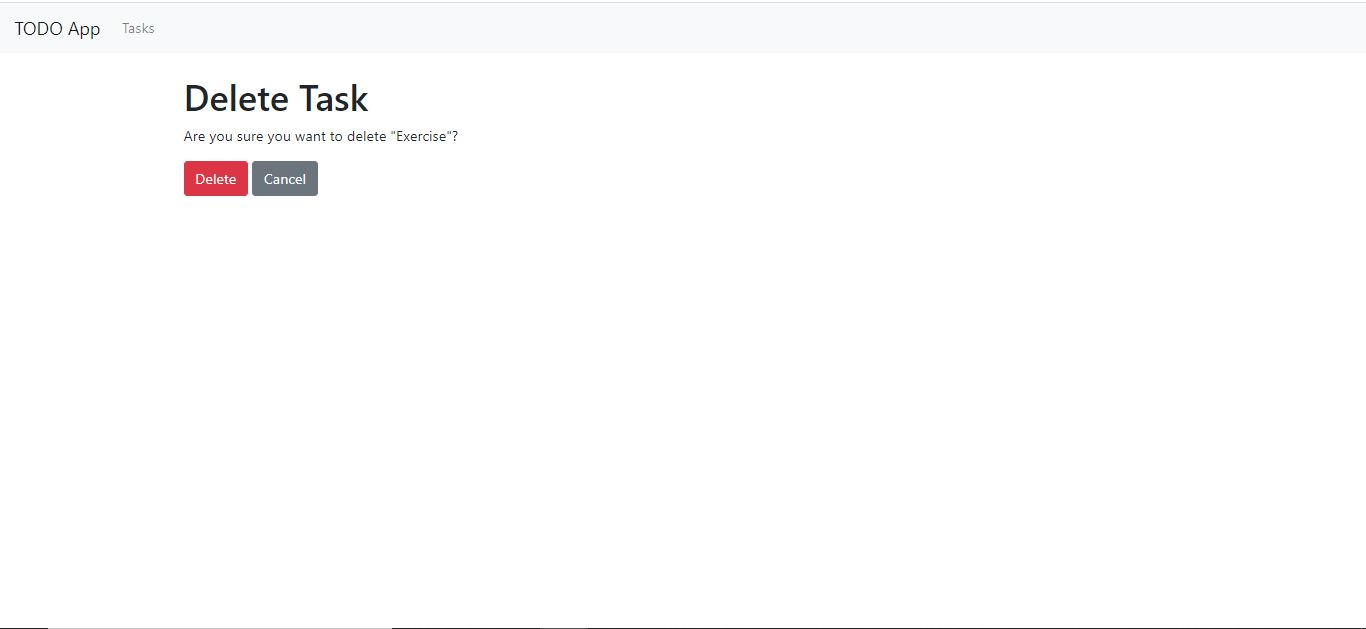 TODO App Tasks
Delete Task
Are you sure you want to delete "Exercise"?
Delete Cancel